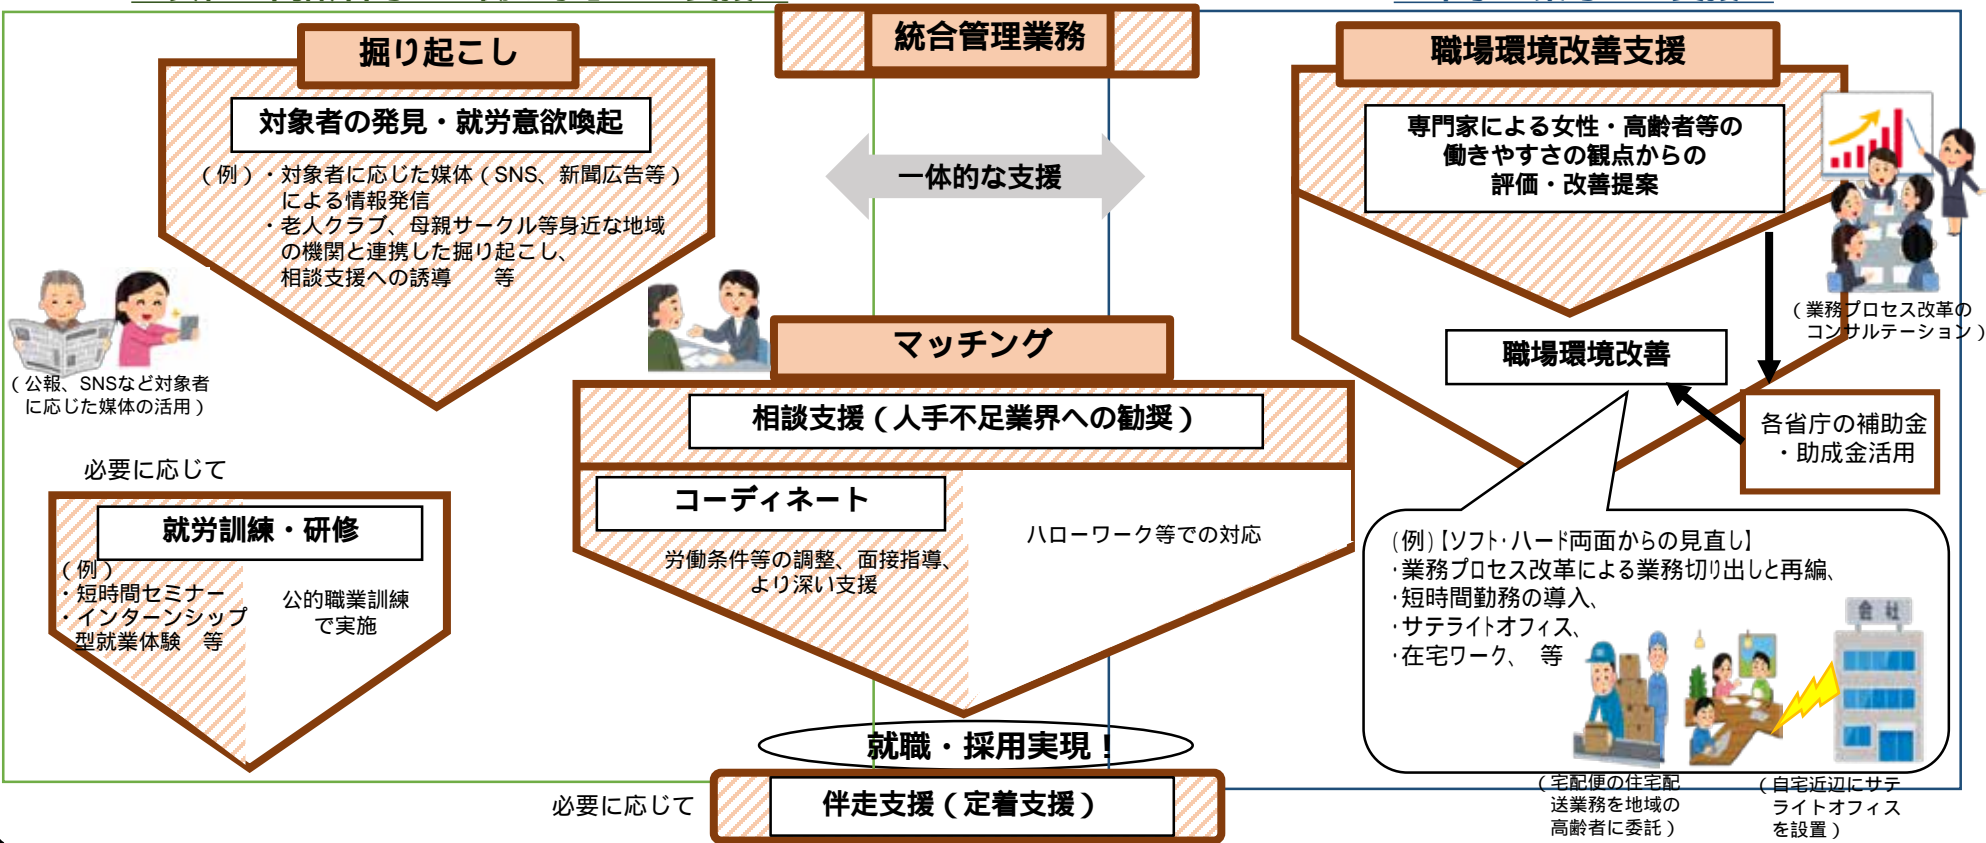 統合管理業務
掘り起こし
対象者の発見・就労意欲喚起
（例）・対象者に応じた媒体（SNS、新聞広告等）
による情報発信
・老人クラブ、母親サークル等身近な地域
の機関と連携した掘り起こし、
相談支援への誘導　等
（公報、SNSなど対象者
に応じた媒体の活用）
必要に応じて
就労訓練・研修
（例）
・短時間セミナー
・インターンシップ
型就業体験　等
公的職業訓練
で実施
一体的な支援
マッチング
相談支援（人手不足業界への勧奨）
コーディネート
労働条件等の調整、面接指導、
より深い支援
ハローワーク等での対応
就職・採用実現！
必要に応じて
伴走支援（定着支援）
職場環境改善支援
専門家による女性・高齢者等の
働きやすさの観点からの
評価・改善提案
（業務プロセス改革の
コンサルテーション）
職場環境改善
各省庁の補助金
・助成金活用
(例)【ソフト・ハード両面からの見直し】
・業務プロセス改革による業務切り出しと再編、
・短時間勤務の導入、
・サテライトオフィス、
・在宅ワーク、　等
会社
（宅配便の住宅配
送業務を地域の
高齢者に委託）
（自宅近辺にサテ
ライトオフィス
を設置）